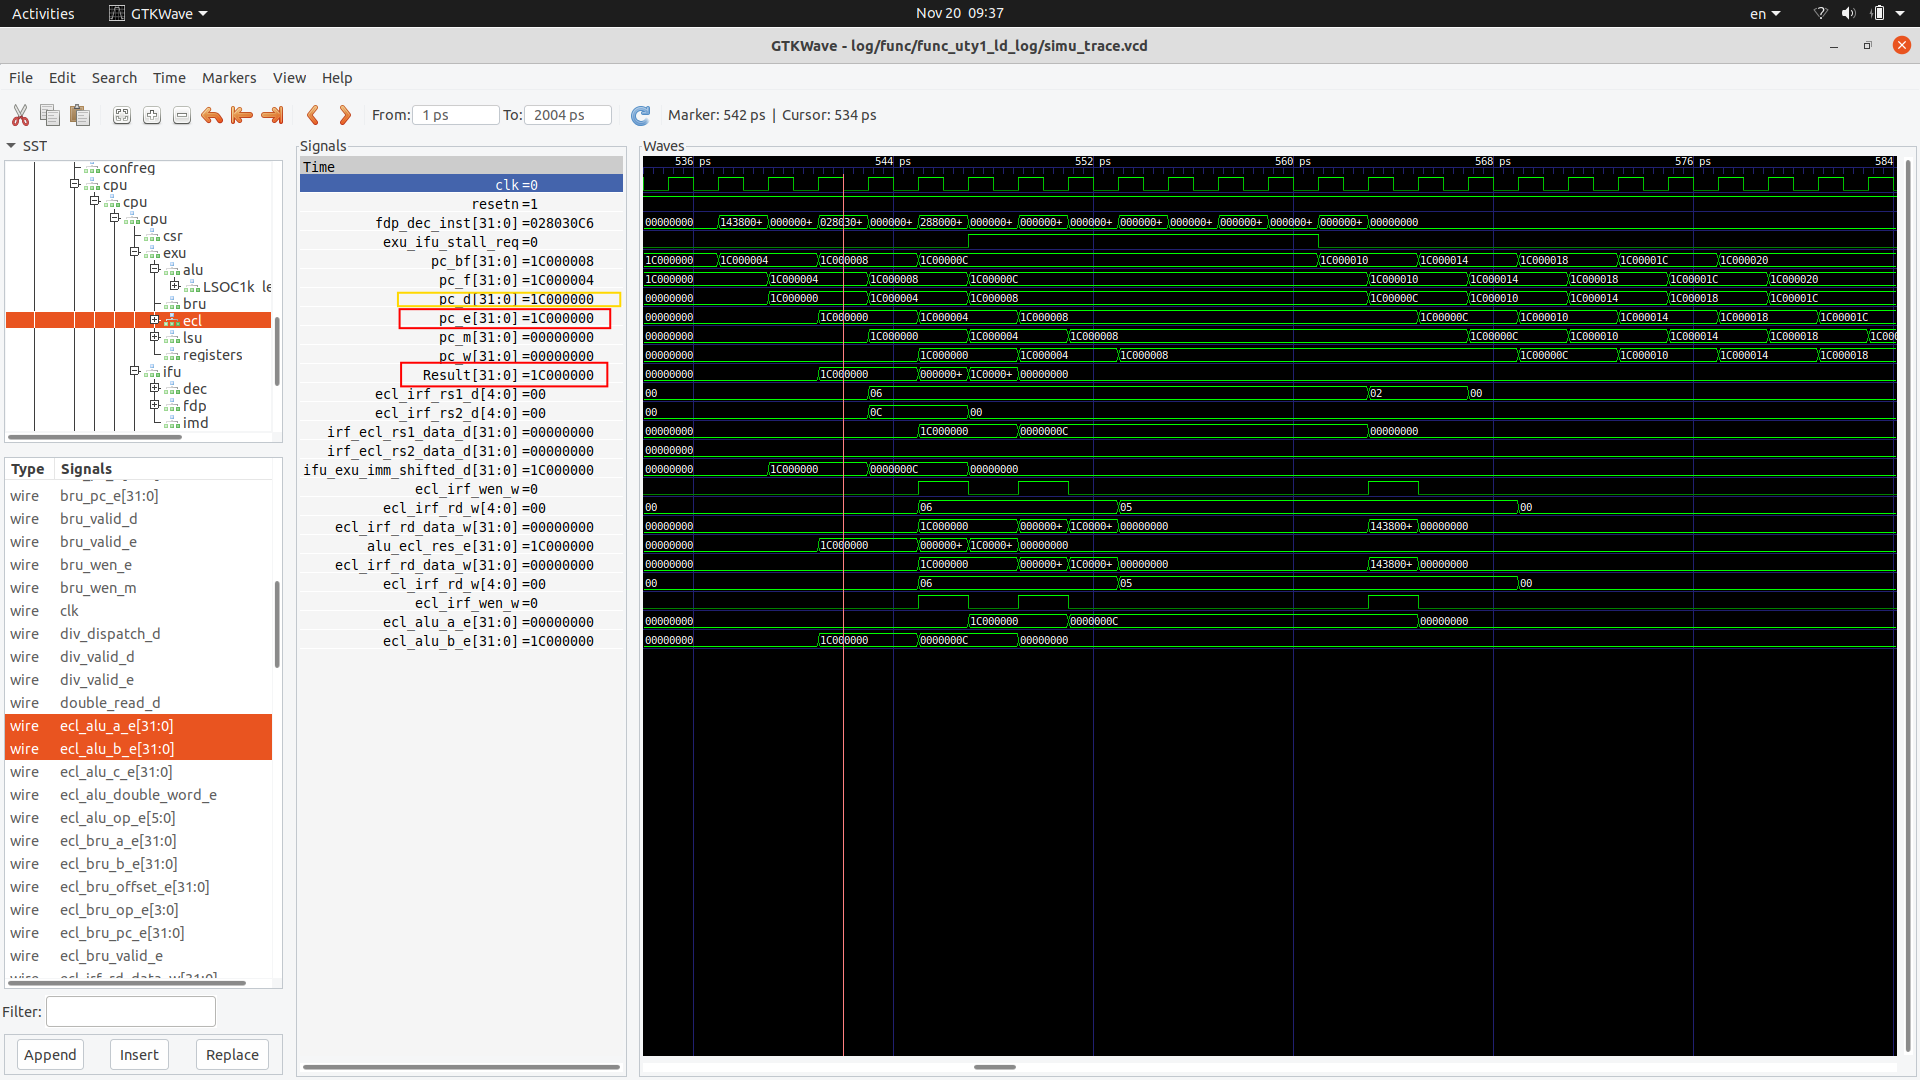 Activities GTKWave Nov 20 09:37 en
GTKWave - log/func/func_uty1_ld_log/simu_trace.vcd
File Edit Search Time Markers View Help
From: 1 ps To: 2004 ps Marker: 542 ps | Cursor: 534 ps
SST
confreg
cpu
cpu
cpu
csr
exu
alu
LSOC1k_le
bru
ecl
lsu
registers
ifu
dec
fdp
imd
Type Signals
wire bru_pc_e[31:0]
wire bru_valid_d
wire bru_valid_e
wire bru_wen_e
wire bru_wen_m
wire clk
wire div_dispatch_d
wire div_valid_d
wire div_valid_e
wire double_read_d
wire ecl_alu_a_e[31:0]
wire ecl_alu_b_e[31:0]
wire ecl_alu_c_e[31:0]
wire ecl_alu_double_word_e
wire ecl_alu_op_e[5:0]
wire ecl_bru_a_e[31:0]
wire ecl_bru_b_e[31:0]
wire ecl_bru_offset_e[31:0]
wire ecl_bru_op_e[3:0]
wire ecl_bru_pc_e[31:0]
wire ecl_bru_valid_e
Filter:
Append Insert Replace
Signals
Time
clk =0
resetn =1
fdp_dec_inst[31:0] =028030C6
exu_ifu_stall_req =0
pc_bf[31:0] =1C000008
pc_f[31:0] =1C000004
pc_d[31:0] =1C000000
pc_e[31:0] =1C000000
pc_m[31:0] =00000000
pc_w[31:0] =00000000
Result[31:0] =1C000000
ecl_irf_rs1_d[4:0] =00
ecl_irf_rs2_d[4:0] =00
irf_ecl_rs1_data_d[31:0] =00000000
irf_ecl_rs2_data_d[31:0] =00000000
ifu_exu_imm_shifted_d[31:0] =1C000000
ecl_irf_wen_w =0
ecl_irf_rd_w[4:0] =00
ecl_irf_rd_data_w[31:0] =00000000
alu_ecl_res_e[31:0] =1C000000
ecl_irf_rd_data_w[31:0] =00000000
ecl_irf_rd_w[4:0] =00
ecl_irf_wen_w =0
ecl_alu_a_e[31:0] =00000000
ecl_alu_b_e[31:0] =1C000000
Waves
536 ps 544 ps 552 ps 560 ps 568 ps 576 ps 584
00000000 143800+ 000000+ 028030+ 000000+ 288000+ 000000+ 000000+ 000000+ 000000+ 000000+ 000000+ 000000+ 000000+ 00000000
1C000000 1C000004 1C000008 1C00000C 1C000010 1C000014 1C000018 1C00001C 1C000020
1C000000 1C000004 1C000008 1C00000C 1C000010 1C000014 1C000018 1C00001C 1C000020
00000000 1C000000 1C000004 1C000008 1C00000C 1C000010 1C000014 1C000018 1C00001C
00000000 1C000000 1C000004 1C000008 1C00000C 1C000010 1C000014 1C000018 1C00001C
00000000 1C000000 1C000004 1C000008 1C00000C 1C000010 1C000014 1C000018 1C000+
00000000 1C000000 1C000004 1C000008 1C00000C 1C000010 1C000014 1C000018
00000000 1C000000 000000+ 1C0000+ 00000000
00 06 02 00
00 0C 00
00000000 1C000000 0000000C 00000000
00000000
00000000 1C000000 0000000C 00000000
00 06 05 00
00000000 1C000000 000000+ 1C0000+ 00000000 143800+ 00000000
00000000 1C000000 000000+ 1C0000+ 00000000
00000000 1C000000 000000+ 1C0000+ 00000000 143800+ 00000000
00 06 05 00
00000000 1C000000 0000000C 00000000
00000000 1C000000 0000000C 00000000